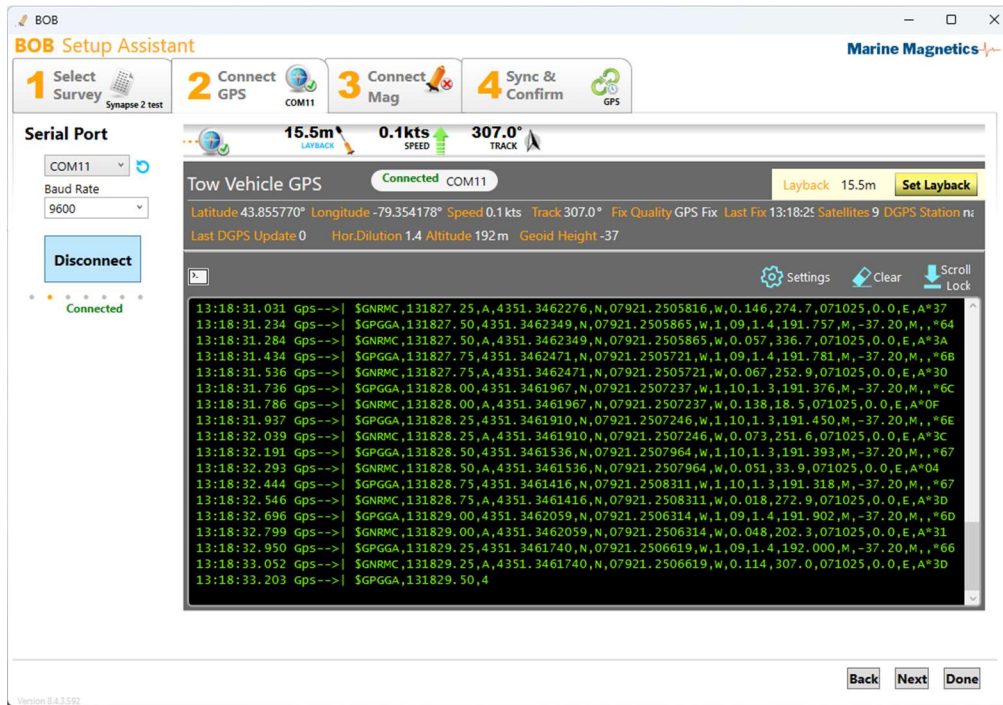 BOB
BOB Setup Assistant
Marine Magnetics
1 Select Survey Synapse 2 test
2 Connect GPS COM11
3 Connect Mag
4 Sync & Confirm GPS
Serial Port
COM11
Baud Rate
9600
Disconnect
Connected
15.5m LAYBACK
0.1kts SPEED
307.0° TRACK
Tow Vehicle GPS
Connected COM11
Layback 15.5m
Set Layback
Latitude 43.855770° Longitude -79.354178° Speed 0.1 kts Track 307.0° Fix Quality GPS Fix Last Fix 13:18:29 Satellites 9 DGPS Station
Last DGPS Update 0 Hor.Dilution 1.4 Altitude 192 m Geoid Height -37
Settings
Clear
Scroll Lock
13:18:31.031 Gps-->| $GNRMC,131827.25,A,4351.3462276,N,07921.2505816,W,0.146,274.7,071025,0.0,E,A*37
13:18:31.234 Gps-->| $GPGGA,131827.50,4351.3462349,N,07921.2505865,W,1,09,1.4,191.757,M,-37.20,M,,*64
13:18:31.284 Gps-->| $GNRMC,131827.50,A,4351.3462349,N,07921.2505865,W,0.057,336.7,071025,0.0,E,A*3A
13:18:31.434 Gps-->| $GPGGA,131827.75,4351.3462471,N,07921.2505721,W,1,09,1.4,191.781,M,-37.20,M,,*6B
13:18:31.536 Gps-->| $GNRMC,131827.75,A,4351.3462471,N,07921.2505721,W,0.067,252.9,071025,0.0,E,A*30
13:18:31.736 Gps-->| $GPGGA,131828.00,4351.3461967,N,07921.2507237,W,1,10,1.3,191.376,M,-37.20,M,,*6C
13:18:31.786 Gps-->| $GNRMC,131828.00,A,4351.3461967,N,07921.2507237,W,0.138,18.5,071025,0.0,E,A*0F
13:18:31.937 Gps-->| $GPGGA,131828.25,4351.3461910,N,07921.2507246,W,1,10,1.3,191.450,M,-37.20,M,,*6E
13:18:32.039 Gps-->| $GNRMC,131828.25,A,4351.3461910,N,07921.2507246,W,0.073,251.6,071025,0.0,E,A*3C
13:18:32.191 Gps-->| $GPGGA,131828.50,4351.3461536,N,07921.2507964,W,1,10,1.3,191.393,M,-37.20,M,,*67
13:18:32.293 Gps-->| $GNRMC,131828.50,A,4351.3461536,N,07921.2507964,W,0.051,33.9,071025,0.0,E,A*04
13:18:32.444 Gps-->| $GPGGA,131828.75,4351.3461416,N,07921.2508311,W,1,10,1.3,191.318,M,-37.20,M,,*67
13:18:32.546 Gps-->| $GNRMC,131828.75,A,4351.3461416,N,07921.2508311,W,0.018,272.9,071025,0.0,E,A*3D
13:18:32.696 Gps-->| $GPGGA,131829.00,4351.3462059,N,07921.2506314,W,1,09,1.4,191.902,M,-37.20,M,,*6D
13:18:32.799 Gps-->| $GNRMC,131829.00,A,4351.3462059,N,07921.2506314,W,0.048,202.3,071025,0.0,E,A*31
13:18:32.950 Gps-->| $GPGGA,131829.25,4351.3461740,N,07921.2506619,W,1,09,1.4,192.000,M,-37.20,M,,*66
13:18:33.052 Gps-->| $GNRMC,131829.25,A,4351.3461740,N,07921.2506619,W,0.114,307.0,071025,0.0,E,A*3D
13:18:33.203 Gps-->| $GPGGA,131829.50,4
Back
Next
Done
Version 8.4.3.592